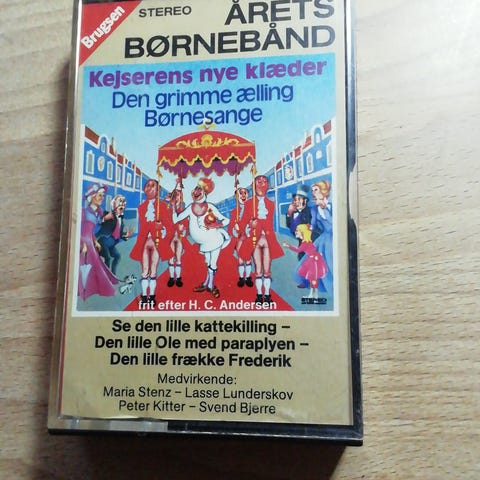 Brugsen
STEREO
ÅRETS
BØRNEBÅND
Kejserens nye klæder
Den grimme ælling
Børnesange
frit efter H. C. Andersen
STEREO
Se den lille kattekilling –
Den lille Ole med paraplyen –
Den lille frække Frederik
Medvirkende:
Maria Stenz – Lasse Lunderskov
Peter Kitter – Svend Bjerre